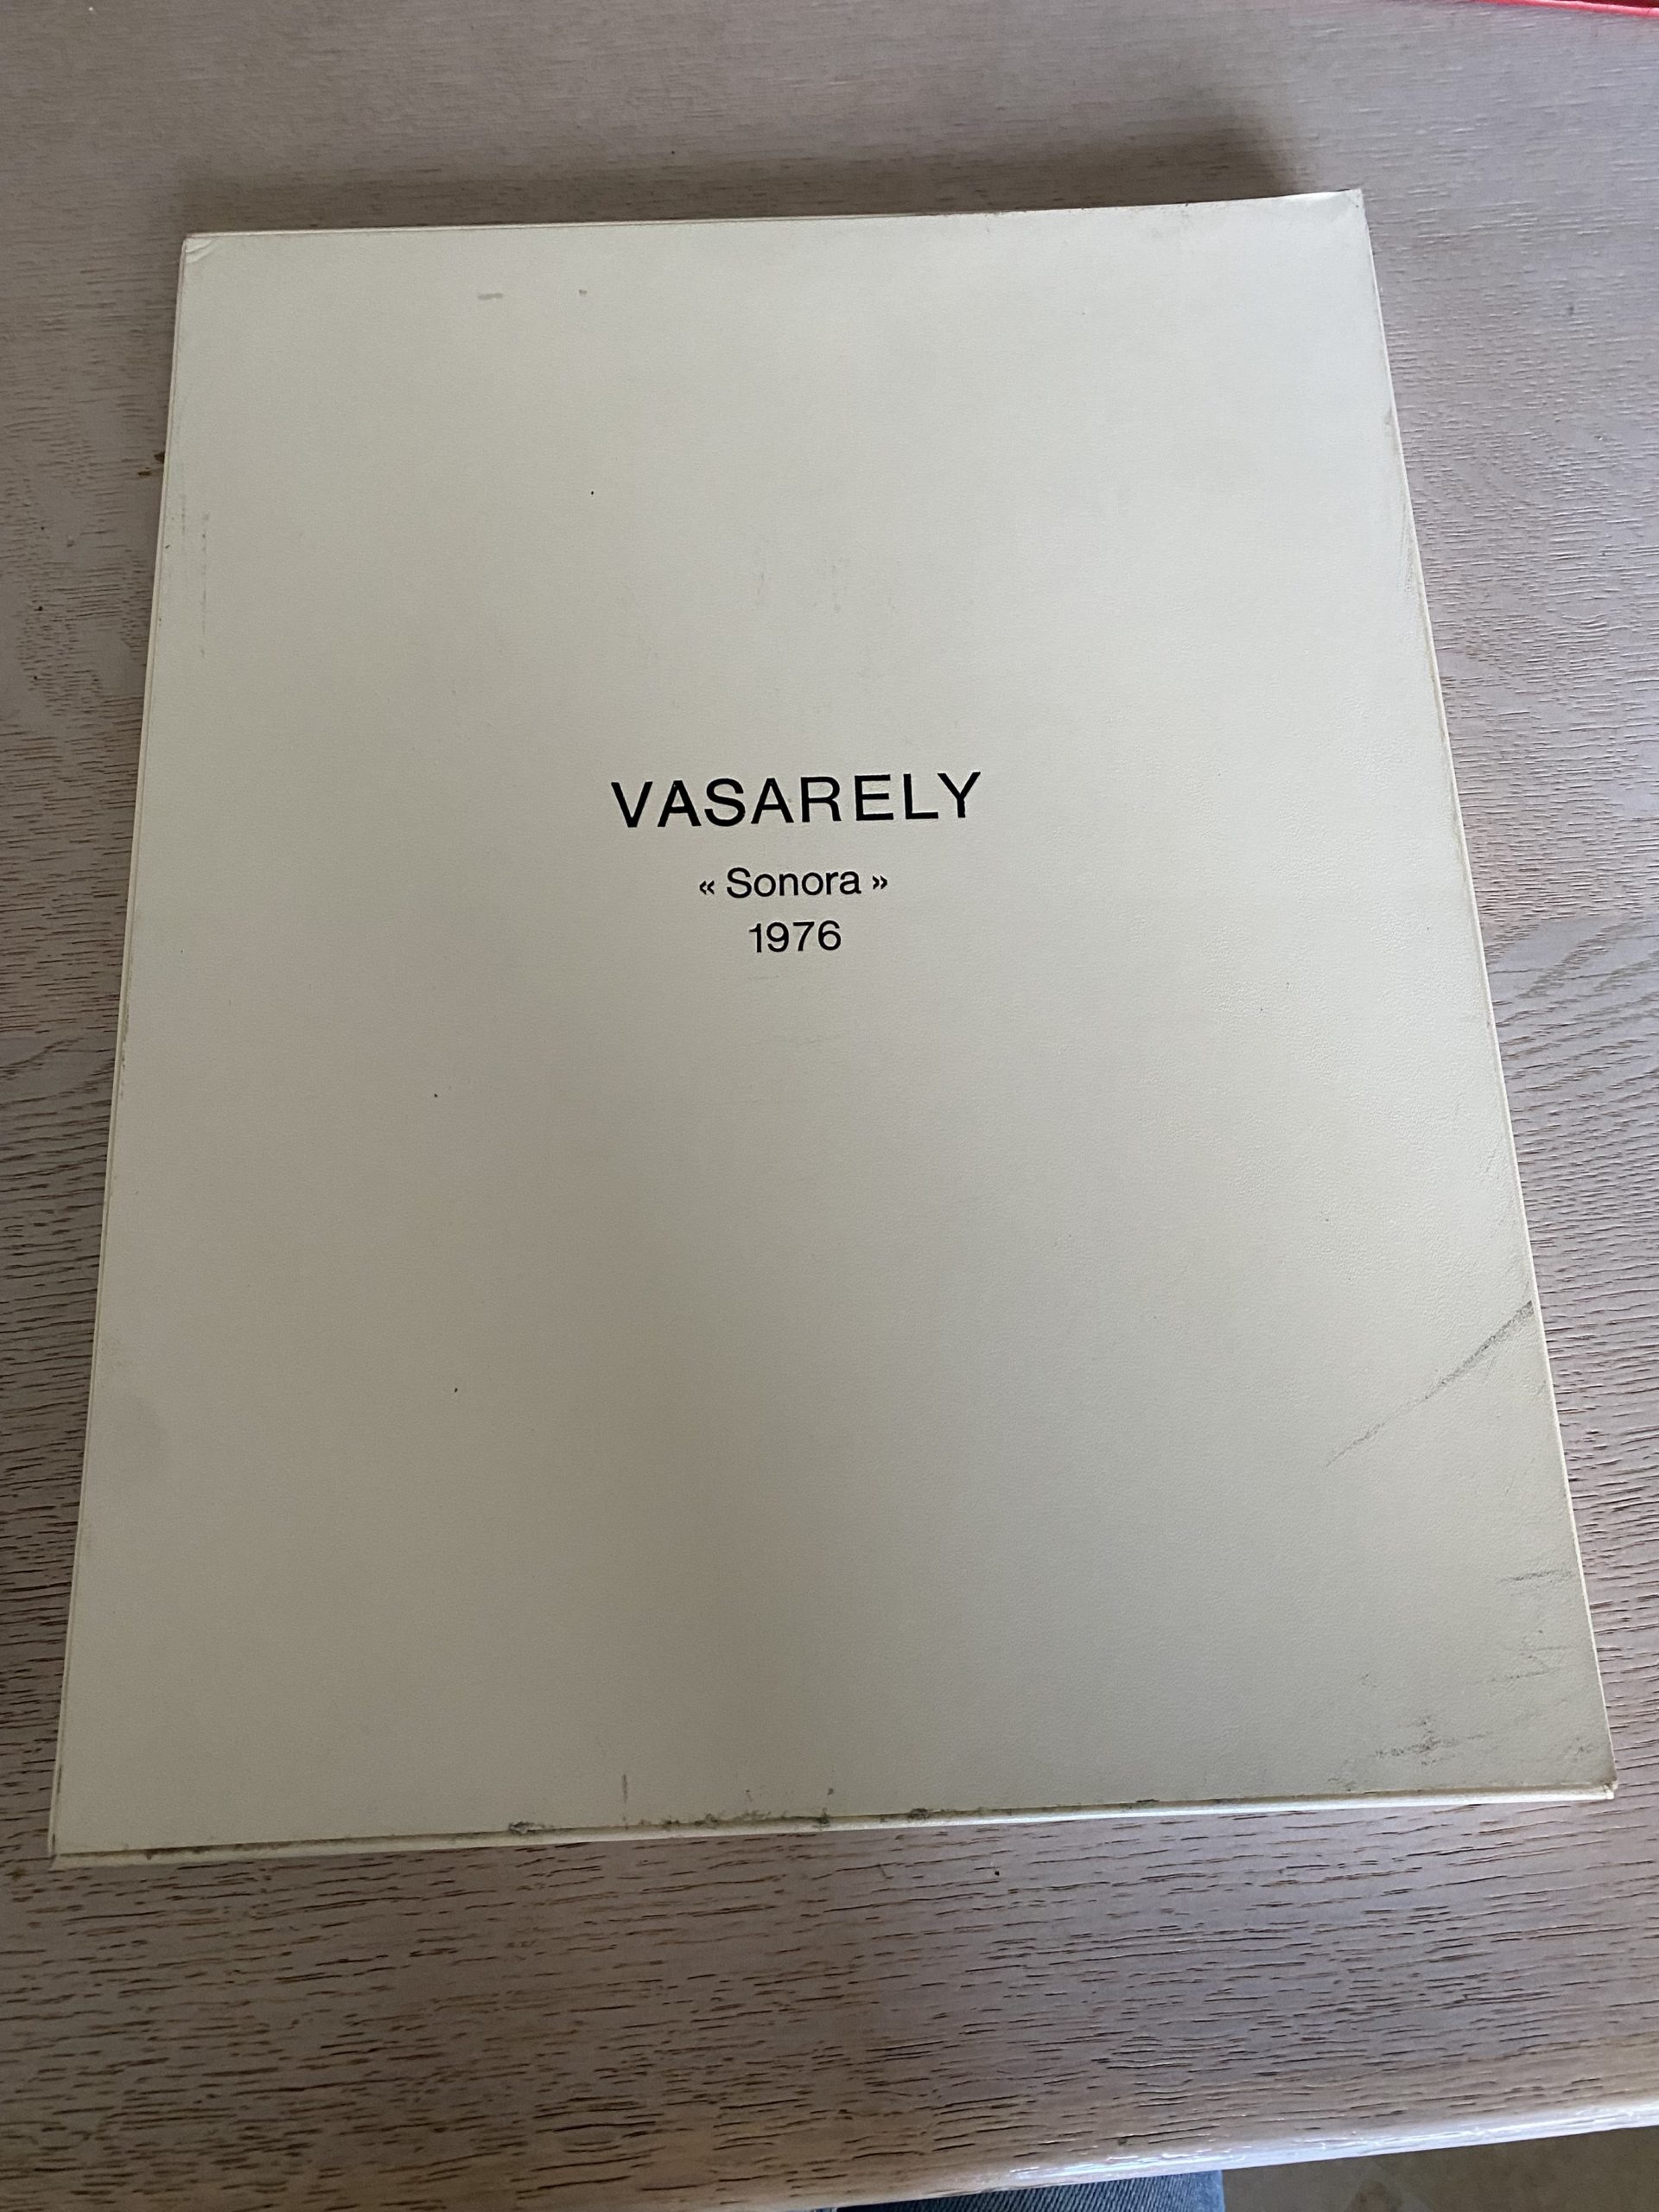 VASARELY
« Sonora »
1976